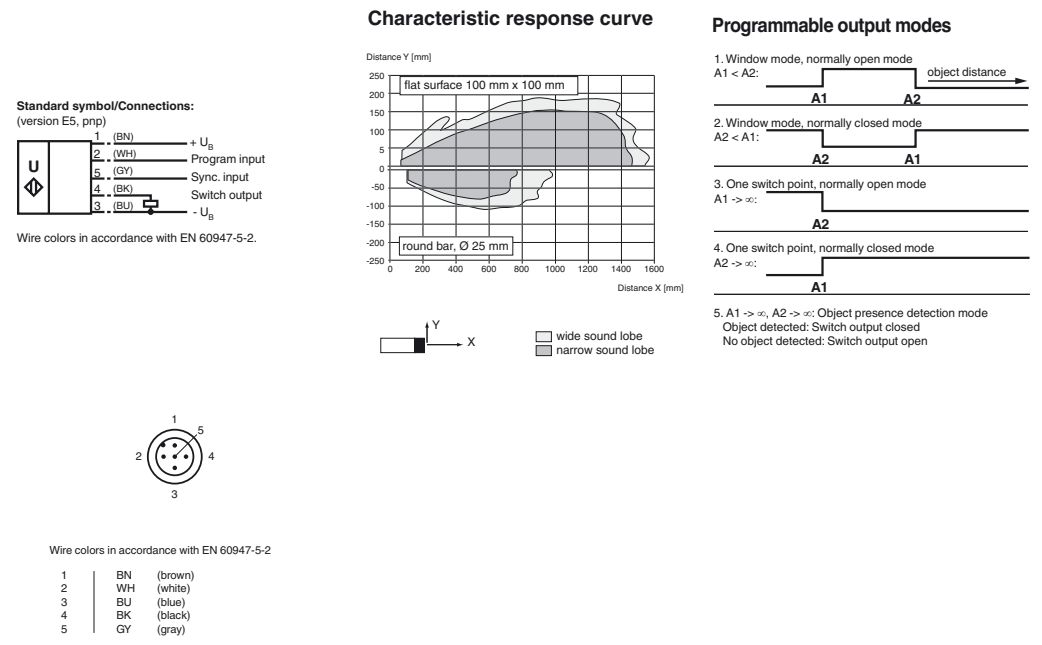 Characteristic response curve
Programmable output modes
Standard symbol/Connections:
(version E5, pnp)
U
1 (BN) + UB
2 (WH) Program input
5 (GY) Sync. input
4 (BK) Switch output
3 (BU) - UB
Wire colors in accordance with EN 60947-5-2.
Distance Y [mm]
flat surface 100 mm x 100 mm
250
200
150
100
5
0
-50
-100
-150
-200
-250
round bar, Ø 25 mm
0 200 400 600 800 1000 1200 1400 1600
Distance X [mm]
Y
X
wide sound lobe
narrow sound lobe
1. Window mode, normally open mode
A1 < A2:
object distance
A1 A2
2. Window mode, normally closed mode
A2 < A1:
A2 A1
3. One switch point, normally open mode
A1 -> ∞:
A2
4. One switch point, normally closed mode
A2 -> ∞:
A1
5. A1 -> ∞, A2 -> ∞: Object presence detection mode
Object detected: Switch output closed
No object detected: Switch output open
1
5
2
4
3
Wire colors in accordance with EN 60947-5-2
1 BN (brown)
2 WH (white)
3 BU (blue)
4 BK (black)
5 GY (gray)